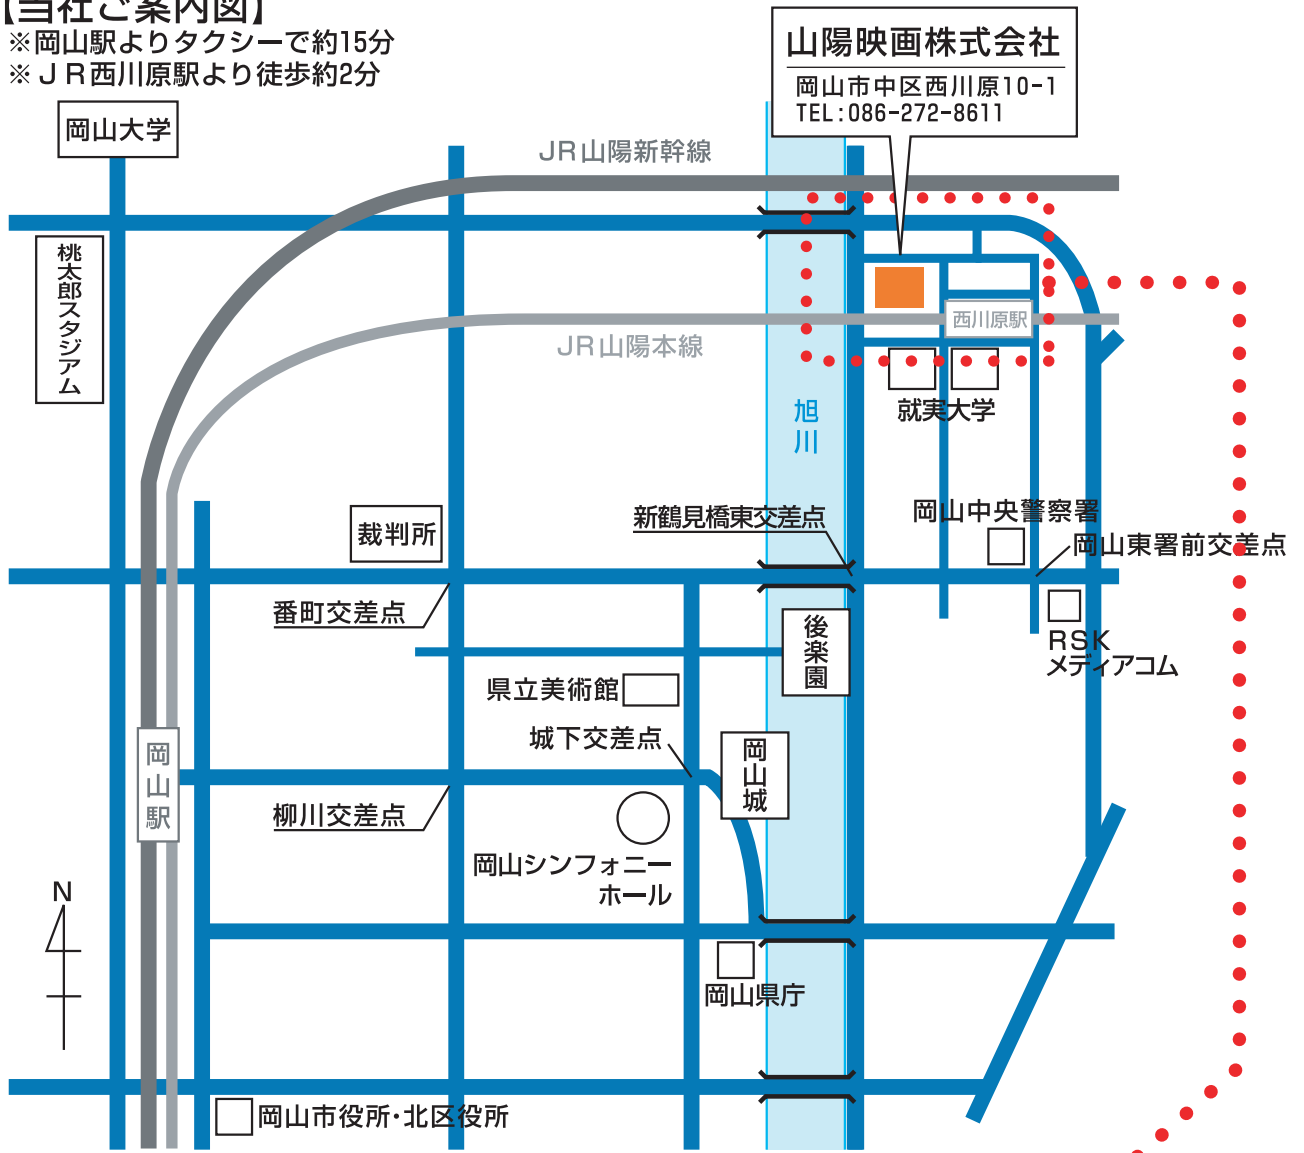 【当社ご案内図】
※岡山駅よりタクシーで約15分
※JR西川原駅より徒歩約2分
山陽映画株式会社
岡山市中区西川原10-1
TEL:086-272-8611
岡山大学
JR山陽新幹線
桃太郎スタジアム
西川原駅
JR山陽本線
就実大学
旭川
裁判所
新鶴見橋東交差点
岡山中央警察署
岡山東署前交差点
番町交差点
後楽園
RSK
メディアコム
県立美術館
城下交差点
岡山城
岡山駅
柳川交差点
岡山シンフォニー
ホール
N
岡山県庁
岡山市役所・北区役所